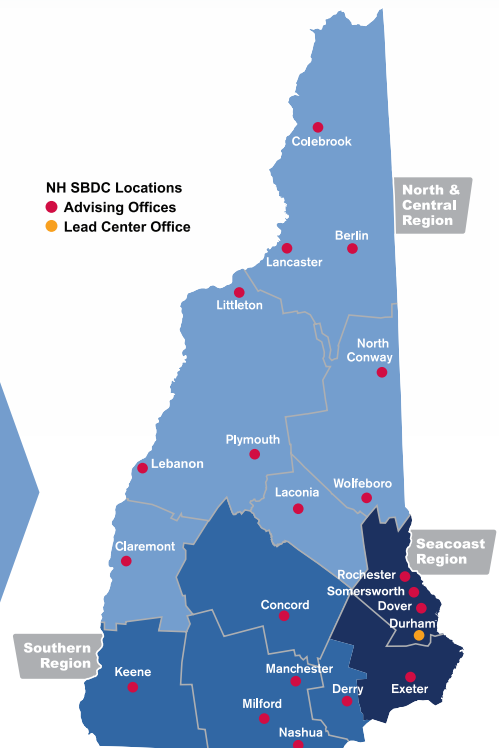 Colebrook
NH SBDC Locations
Advising Offices
Lead Center Office
North &
Central
Region
Berlin
Lancaster
Littleton
North
Conway
Plymouth
Lebanon
Laconia
Wolfeboro
Claremont
Seacoast
Region
Rochester
Somersworth
Dover
Durham
Concord
Southern
Region
Keene
Manchester
Derry
Exeter
Milford
Nashua